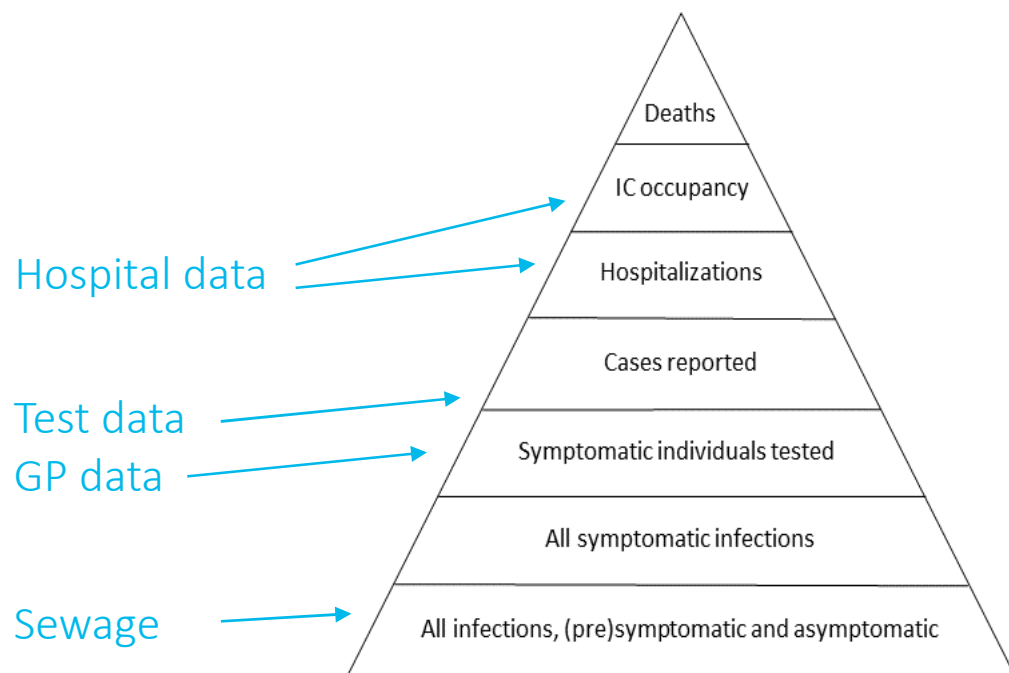 Deaths
IC occupancy
Hospital data
Hospitalizations
Cases reported
Test data
GP data
Symptomatic individuals tested
All symptomatic infections
Sewage
All infections, (pre)symptomatic and asymptomatic